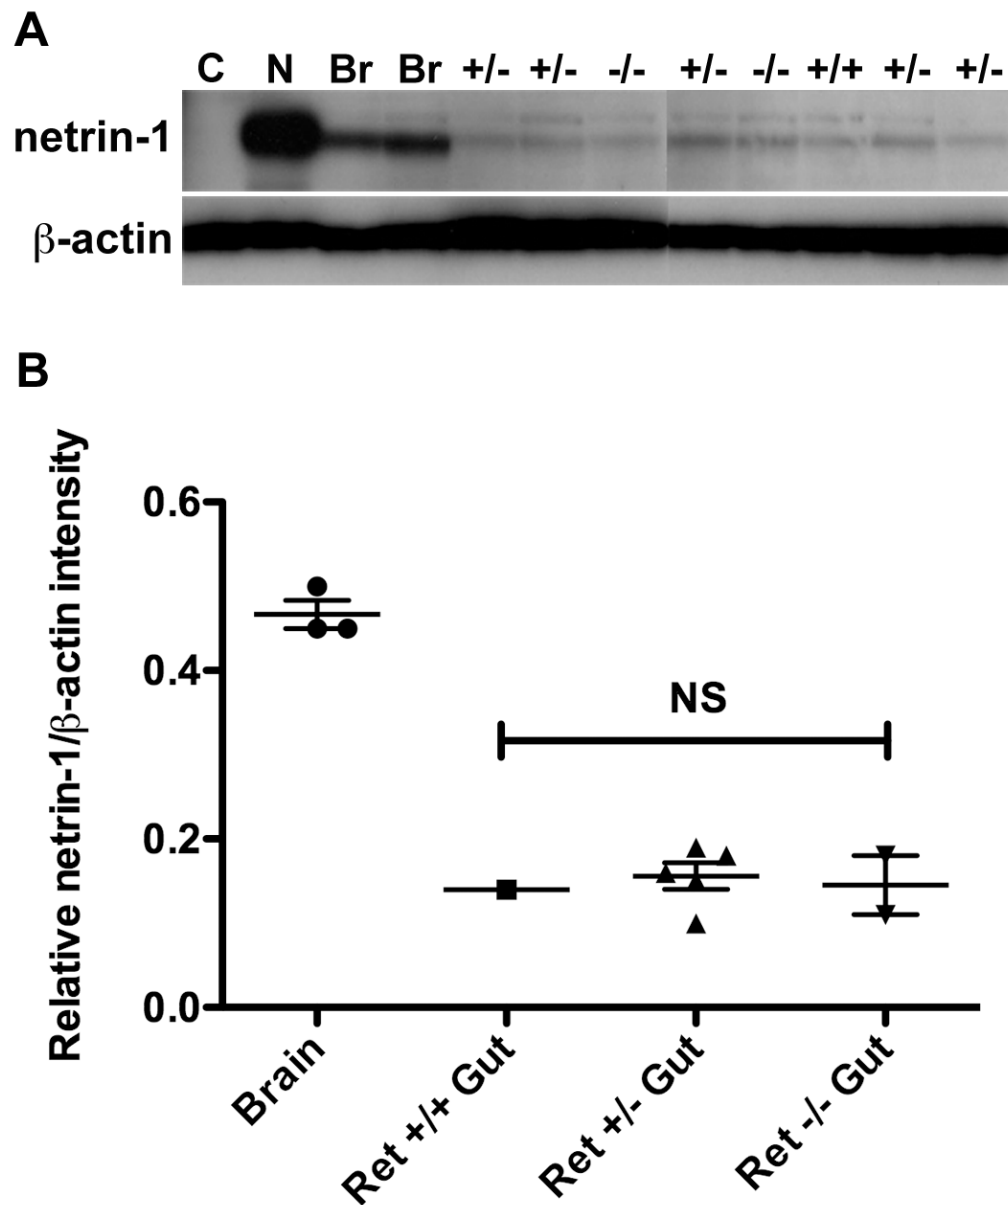 A
C N Br Br +/- +/- -/- +/- -/- +/+ +/- +/-
netrin-1
β-actin
B
Relative netrin-1/β-actin intensity
0.6
0.4
0.2
0.0
NS
Brain
Ret +/+ Gut
Ret +/- Gut
Ret -/- Gut